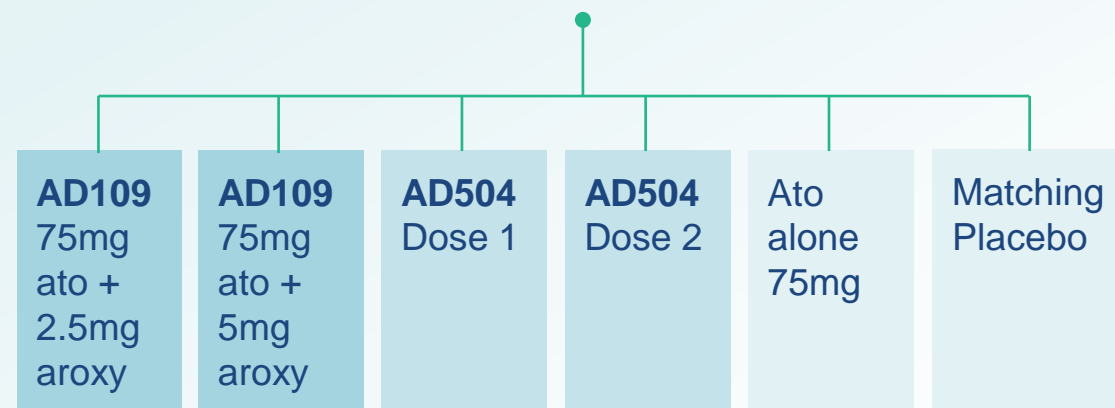 AD109
75mg
ato +
2.5mg
aroxy
AD109
75mg
ato +
5mg
aroxy
AD504
Dose 1
AD504
Dose 2
Ato
alone
75mg
Matching
Placebo